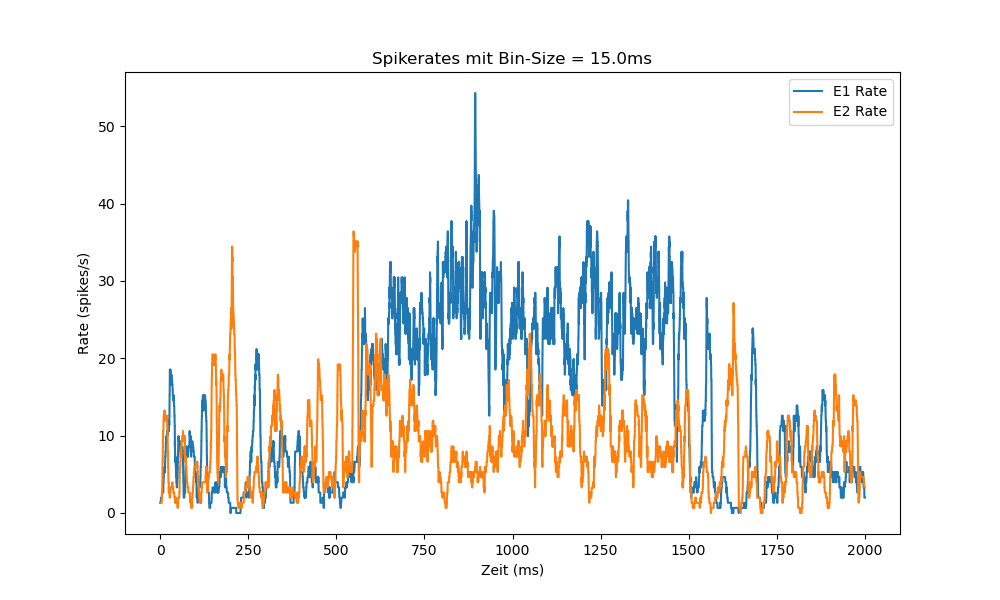 Spikerates mit Bin-Size = 15.0ms
E1 Rate
E2 Rate
Rate (spikes/s)
50
40
30
20
10
0
0 250 500 750 1000 1250 1500 1750 2000
Zeit (ms)